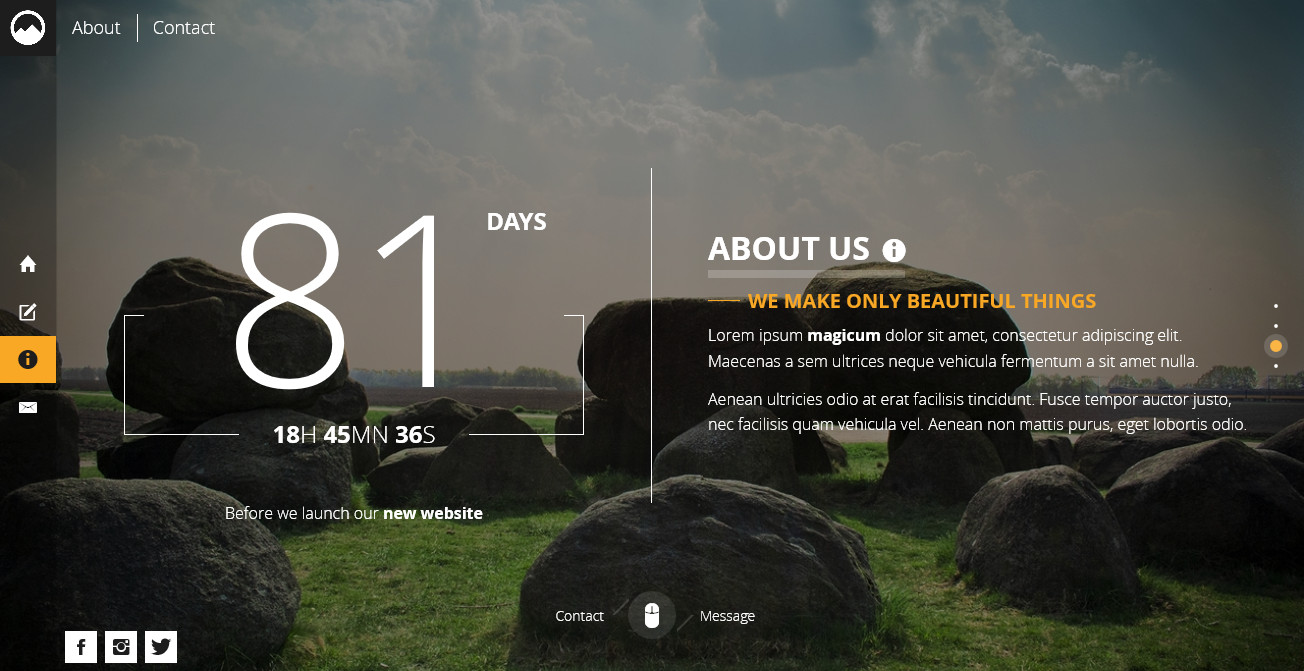 About
Contact
81
DAYS
18H 45MN 36S
Before we launch our new website
ABOUT US
WE MAKE ONLY BEAUTIFUL THINGS
Lorem ipsum magicum dolor sit amet, consectetur adipiscing elit.
Maecenas a sem ultrices neque vehicula fermentum a sit amet nulla.
Aenean ultricies odio at erat facilisis tincidunt. Fusce tempor auctor justo,
nec facilisis quam vehicula vel. Aenean non mattis purus, eget lobortis odio.
Contact
Message